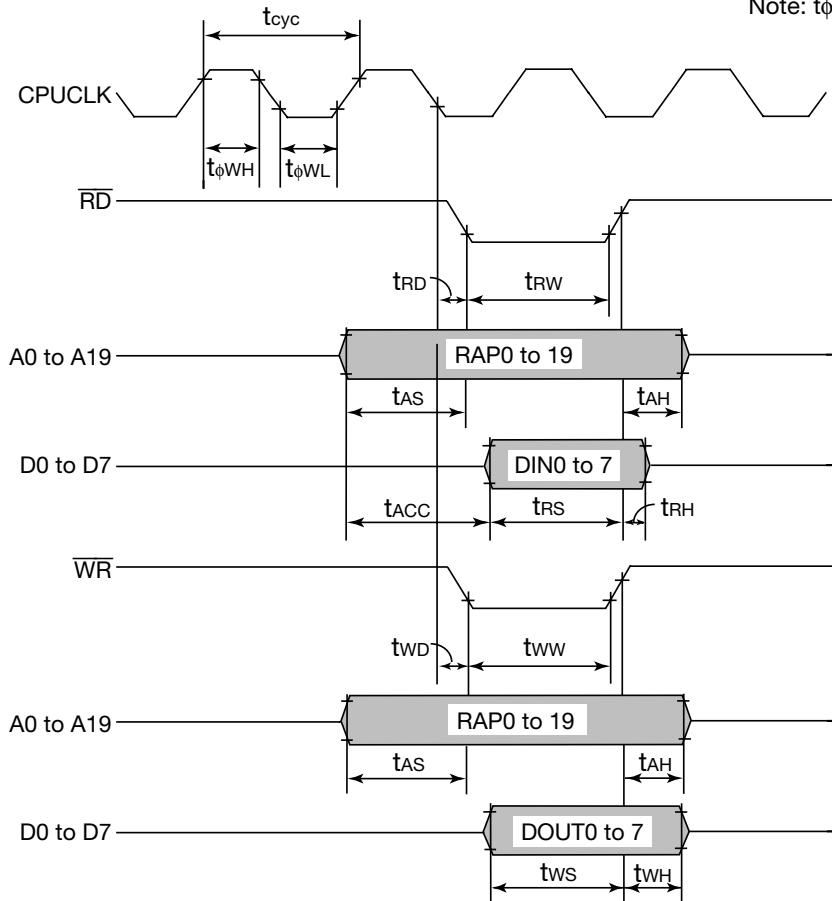 Note: tϕ
tcyc
CPUCLK
tϕWH tϕWL
RD
tRD tRW
A0 to A19 RAP0 to 19
tAS tAH
D0 to D7 DIN0 to 7
tACC tRS tRH
WR
tWD tWW
A0 to A19 RAP0 to 19
tAS tAH
D0 to D7 DOUT0 to 7
tWS tWH